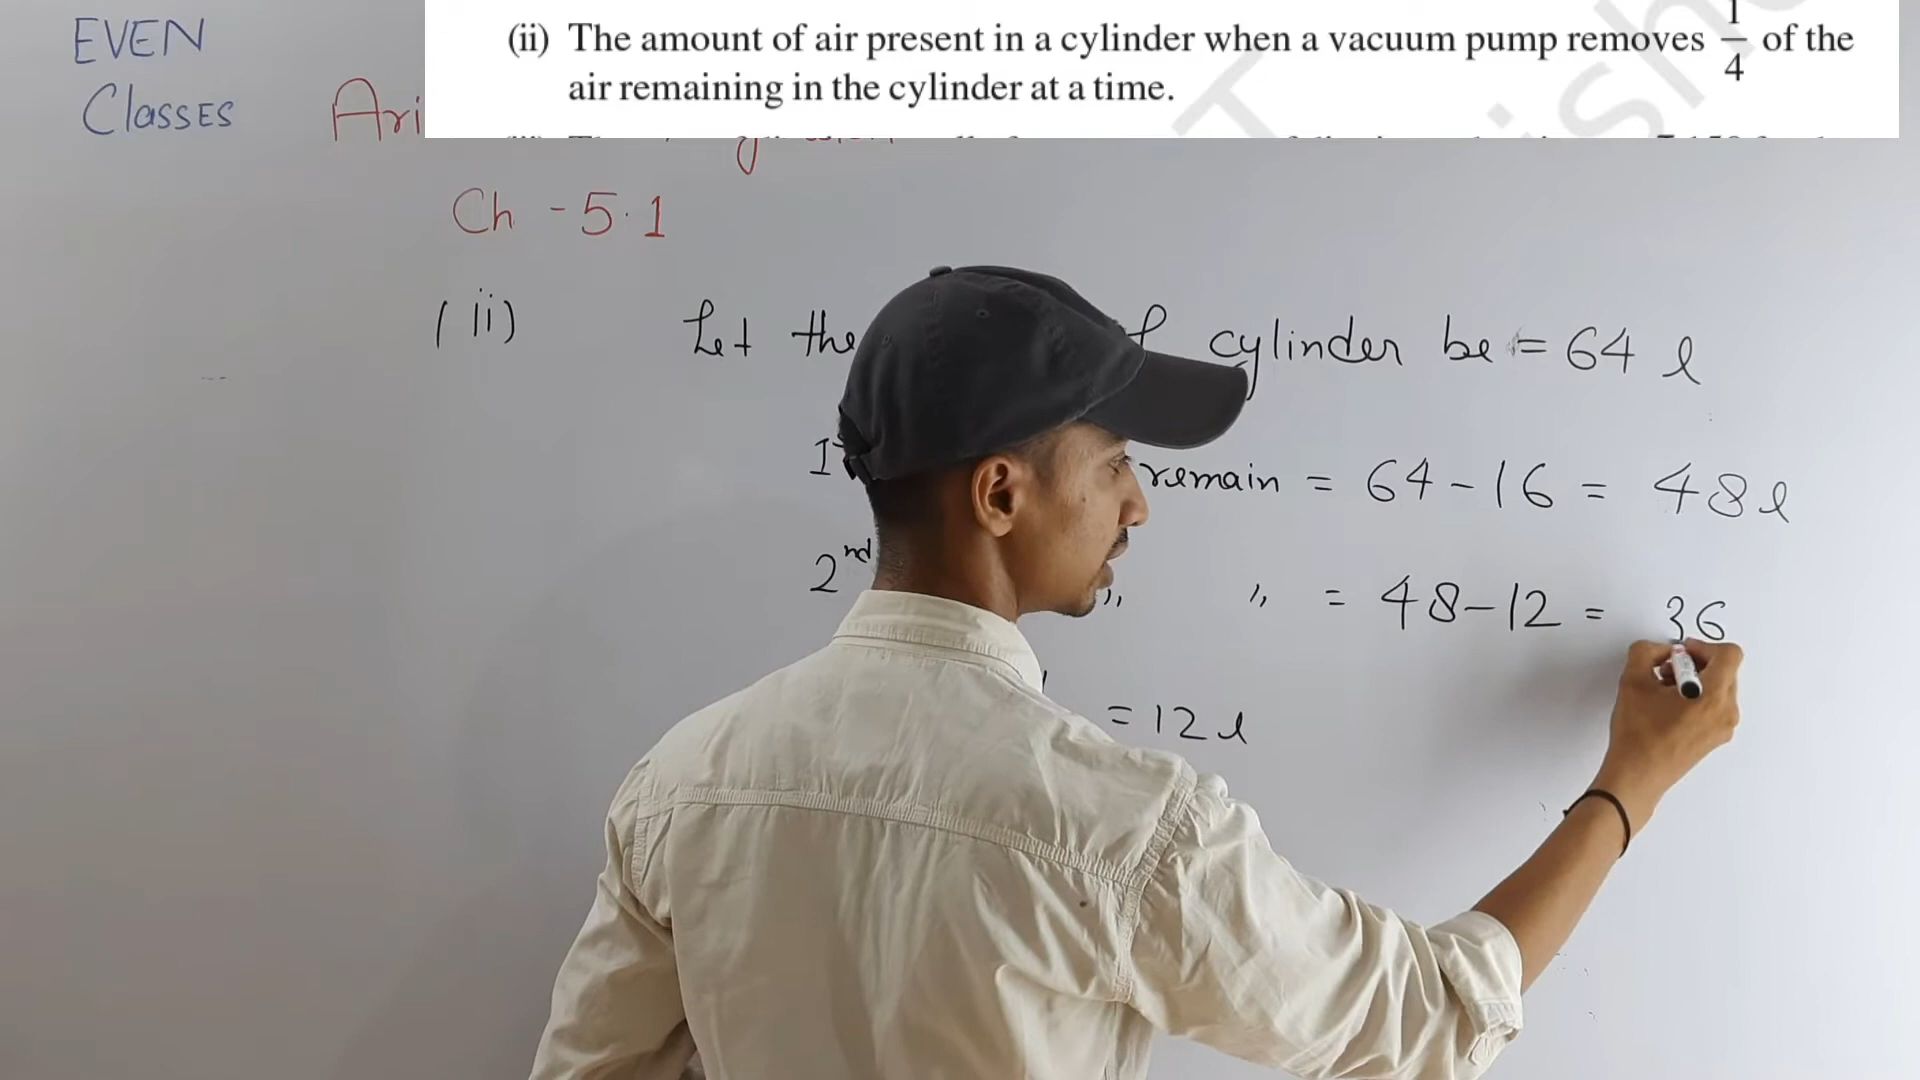 EVEN
Classes
(ii) The amount of air present in a cylinder when a vacuum pump removes 1/4 of the
air remaining in the cylinder at a time.
Ari
Ch - 5.1
(ii) Let the cylinder be = 64 l
remain = 64 - 16 = 48 l
2nd " " = 48 - 12 = 36
= 12 l